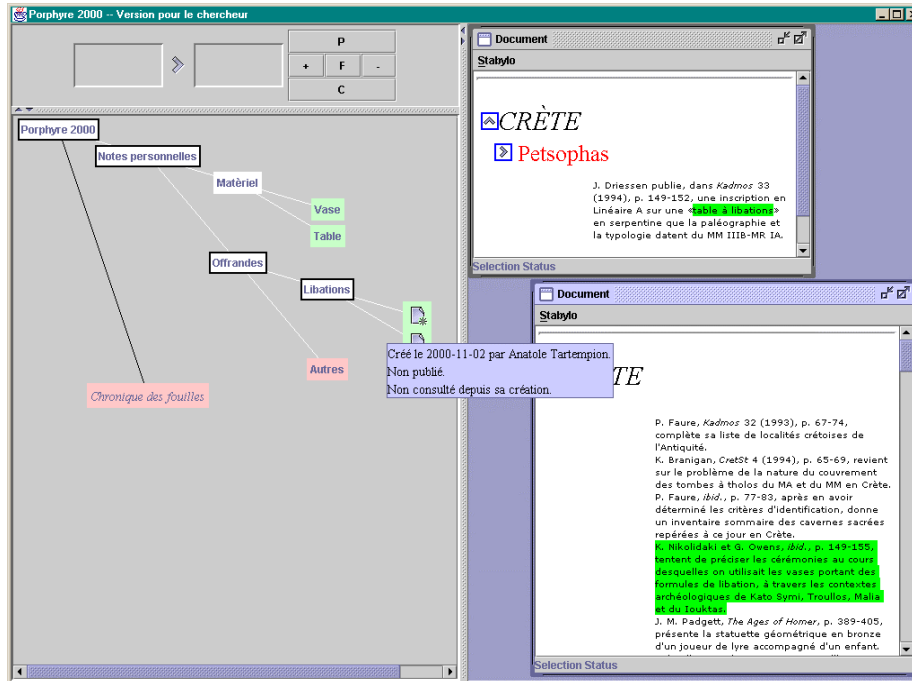 Porphyre 2000 -- Version pour le chercheur
P
+ F -
C
Porphyre 2000
Notes personnelles
Matèriel
Vase
Table
Offrandes
Libations
Autres
Chronique des fouilles
Créé le 2000-11-02 par Anatole Tartempion.
Non publié.
Non consulté depuis sa création.
Document
Stabylo
CRÈTE
Petsophas
J. Driessen publie, dans Kadmos 33
(1994), p. 149-152, une inscription en
Linéaire A sur une «table à libations»
en serpentine que la paléographie et
la typologie datent du MM IIIB-MR IA.
Selection Status
Document
Stabylo
TE
P. Faure, Kadmos 32 (1993), p. 67-74,
complète sa liste de localités crétoises de
l'Antiquité.
K. Branigan, CretSt 4 (1994), p. 65-69, revient
sur le problème de la nature du couvrement
des tombes à tholos du MA et du MM en Crète.
P. Faure, ibid., p. 77-83, après en avoir
déterminé les critères d'identification, donne
un inventaire sommaire des cavernes sacrées
repérées à ce jour en Crète.
K. Nikolidaki et G. Owens, ibid., p. 149-155,
tentent de préciser les cérémonies au cours
desquelles on utilisait les vases portant des
formules de libation, à travers les contextes
archéologiques de Kato Symi, Troullos, Malia
et du Iouktas.
J. M. Padgett, The Ages of Homer, p. 389-405,
présente la statuette géométrique en bronze
d'un joueur de lyre accompagné d'un enfant.
Selection Status